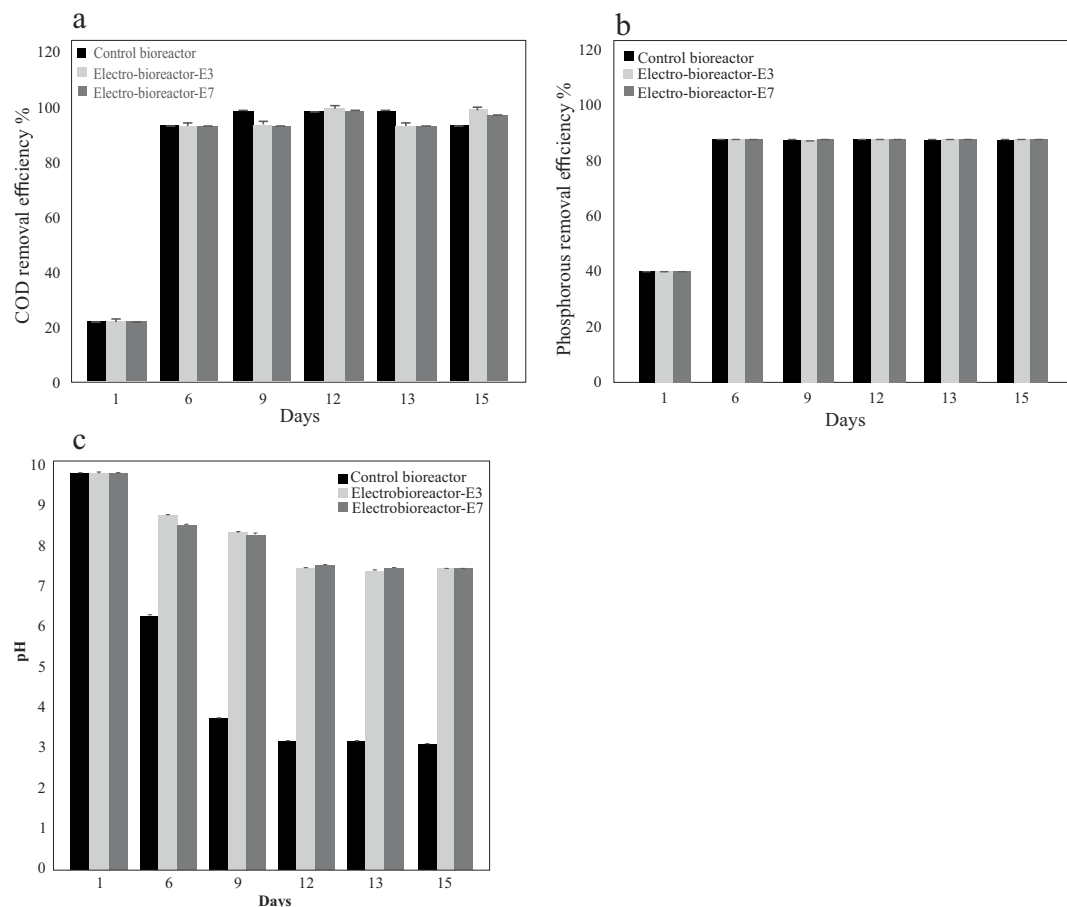 a
120
100
80
60
40
20
0
COD removal efficiency %
Control bioreactor
Electro-bioreactor-E3
Electro-bioreactor-E7
1 6 9 12 13 15
Days
b
120
100
80
60
40
20
0
Phosphorous removal efficiency %
Control bioreactor
Electro-bioreactor-E3
Electro-bioreactor-E7
1 6 9 12 13 15
Days
c
10
9
8
7
6
5
4
3
2
1
0
pH
Control bioreactor
Electrobioreactor-E3
Electrobioreactor-E7
1 6 9 12 13 15
Days